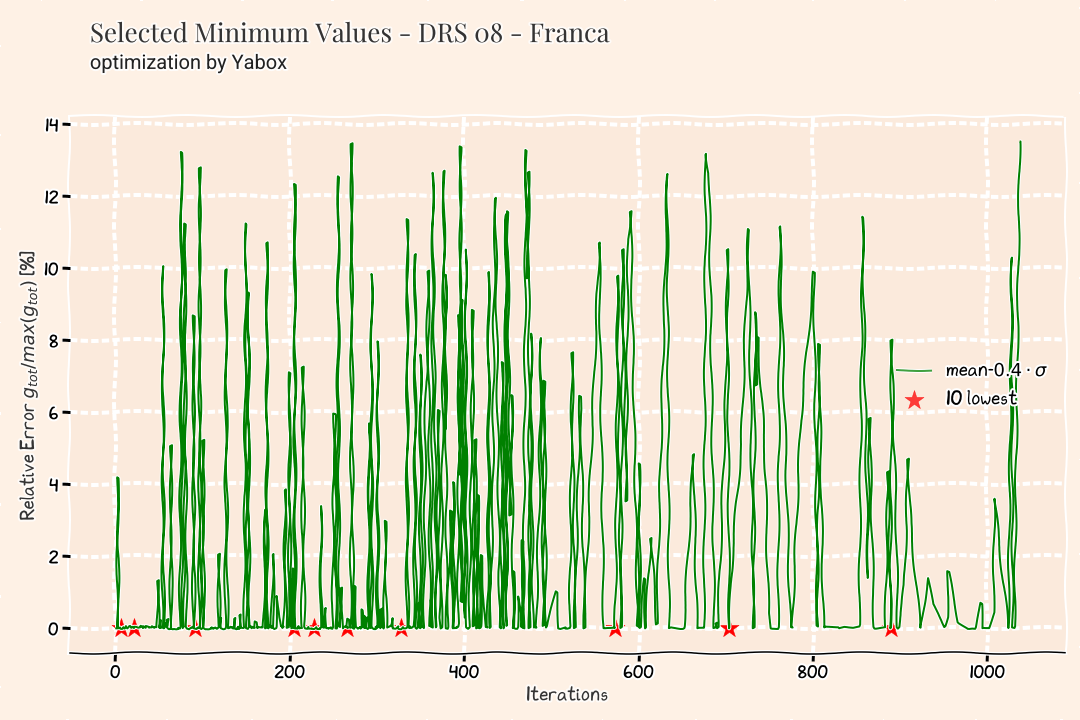 Selected Minimum Values - DRS 08 - Franca
optimization by Yabox
Relative Error g_tot/max(g_tot) [%]
14
12
10
8
6
4
2
0
mean-0.4 · σ
10 lowest
0 200 400 600 800 1000
Iterations